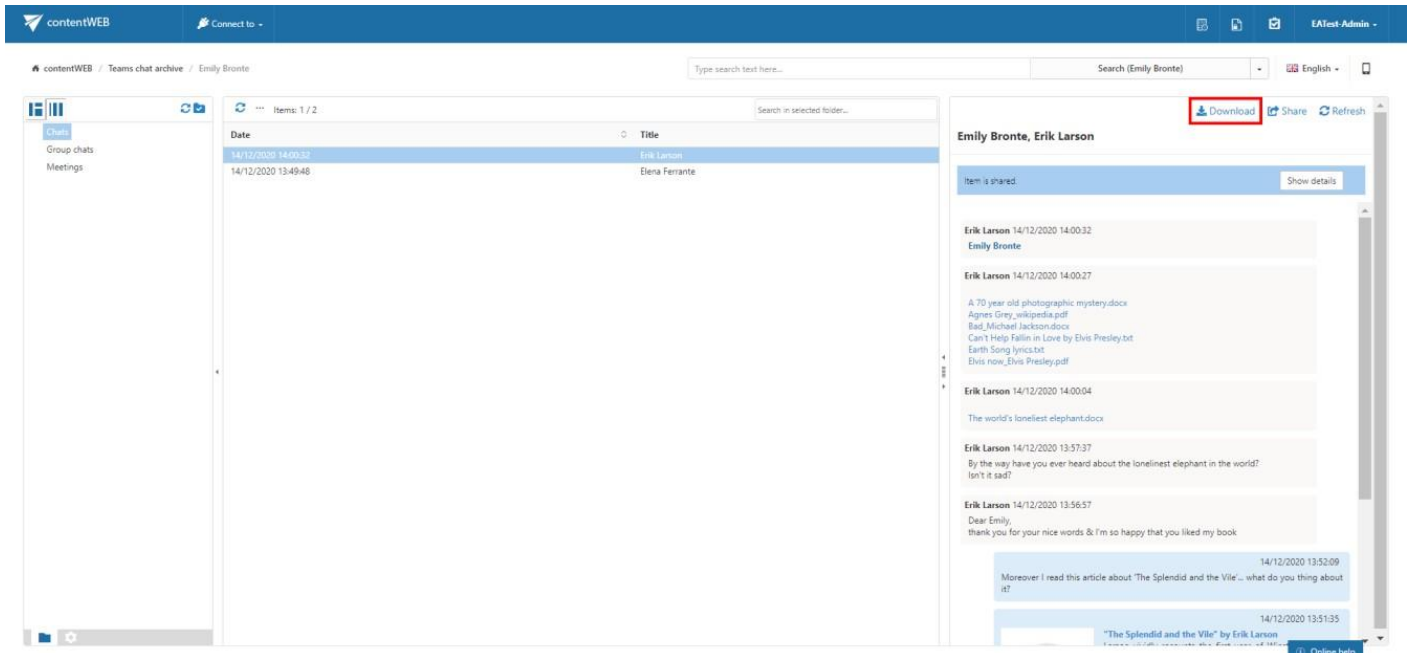 contentWEB
Connect to
EATest-Admin
contentWEB / Teams chat archive / Emily Bronte
Type search text here...
Search (Emily Bronte)
English
Chats
Group chats
Meetings
Items: 1 / 2
Search in selected folder...
Date
Title
14/12/2020 14:00:32
Erik Larson
14/12/2020 13:49:48
Elena Ferrante
Download
Share
Refresh
Emily Bronte, Erik Larson
Item is shared.
Show details
Erik Larson 14/12/2020 14:00:32
Emily Bronte
Erik Larson 14/12/2020 14:00:27
A 70 year old photographic mystery.docx
Agnes Grey_wikipedia.pdf
Bad_Michael Jackson.docx
Can't Help Fallin in Love by Elvis Presley.txt
Earth Song lyrics.txt
Elvis now_Elvis Presley.pdf
Erik Larson 14/12/2020 14:00:04
The world's loneliest elephant.docx
Erik Larson 14/12/2020 13:57:37
By the way have you ever heard about the lonelinest elephant in the world?
Isn't it sad?
Erik Larson 14/12/2020 13:56:57
Dear Emily,
thank you for your nice words & I'm so happy that you liked my book
14/12/2020 13:52:09
Moreover I read this article about 'The Splendid and the Vile'... what do you thing about
it?
14/12/2020 13:51:35
"The Splendid and the Vile" by Erik Larson
Online help